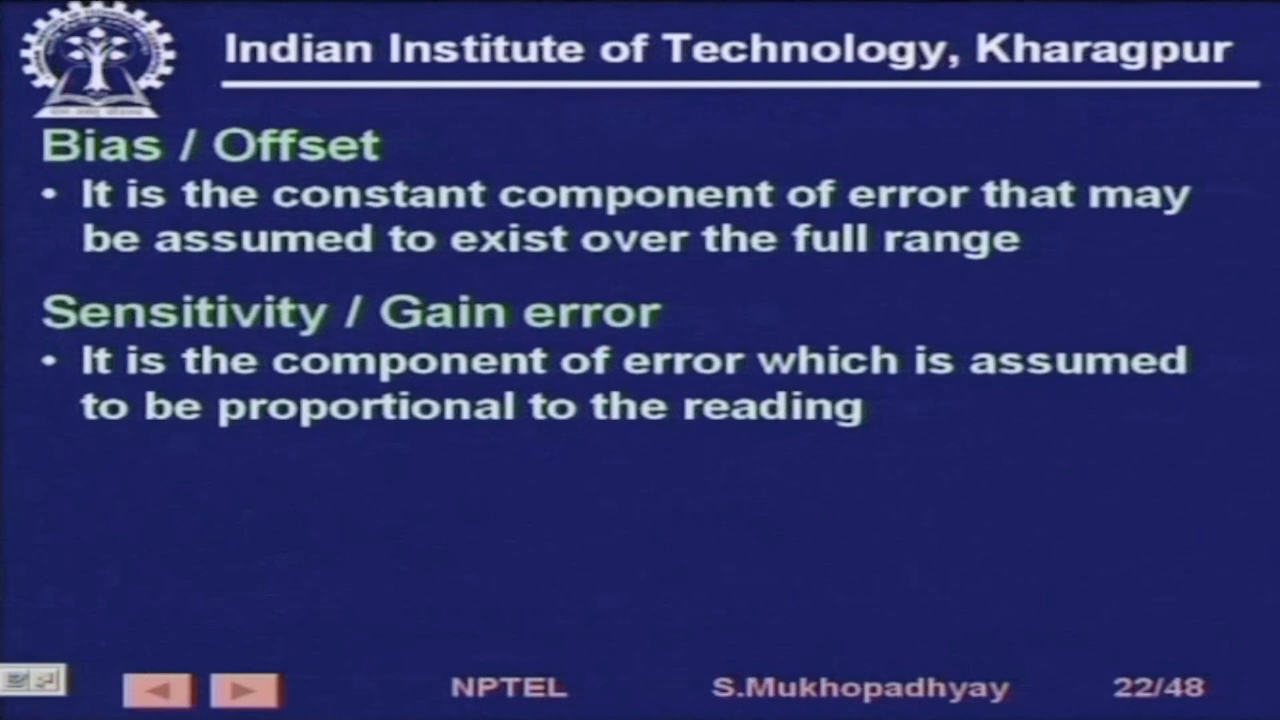 Indian Institute of Technology, Kharagpur
Bias / Offset
• It is the constant component of error that may
be assumed to exist over the full range
Sensitivity / Gain error
• It is the component of error which is assumed
to be proportional to the reading
NPTEL S.Mukhopadhyay 22/48